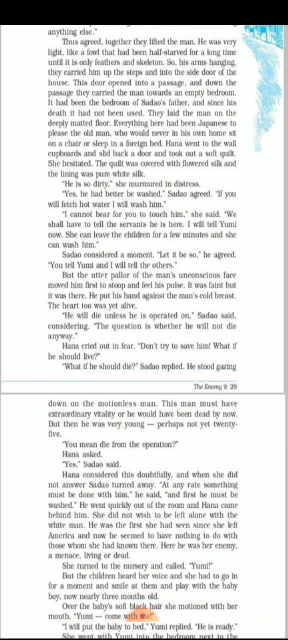 anything else."
Thus agreed, together they lifted the man. He was very
light, like a fowl that had been half-starved for a long time
until it is only feathers and skeleton. So, his arms hanging,
they carried him up the steps and into the side door of the
house. This door opened into a passage, and down the
passage they carried the man towards an empty bedroom.
It had been the bedroom of Sadao's father, and since his
death it had not been used. They laid the man on the
deeply matted floor. Everything here had been Japanese to
please the old man, who would never in his own home sit
on a chair or sleep in a foreign bed. Hana went to the wall
cupboards and slid back a door and took out a soft quilt.
She hesitated. The quilt was covered with flowered silk and
the lining was pure white silk.
"He is so dirty," she murmured in distress.
"Yes, he had better be washed," Sadao agreed. "If you
will fetch hot water I will wash him."
"I cannot bear for you to touch him," she said. "We
shall have to tell the servants he is here. I will tell Yumi
now. She can leave the children for a few minutes and she
can wash him."
Sadao considered a moment. "Let it be so," he agreed.
"You tell Yumi and I will tell the others."
But the utter pallor of the man's unconscious face
moved him first to stoop and feel his pulse. It was faint but
it was there. He put his hand against the man's cold breast.
The heart too was yet alive.
"He will die unless he is operated on," Sadao said,
considering. "The question is whether he will not die
anyway."
Hana cried out in fear. "Don't try to save him! What if
he should live?"
"What if he should die?" Sadao replied. He stood gazing
The Enemy 29
down on the motionless man. This man must have
extraordinary vitality or he would have been dead by now.
But then he was very young — perhaps not yet twenty-
five.
"You mean die from the operation?"
Hana asked.
"Yes," Sadao said.
Hana considered this doubtfully, and when she did
not answer Sadao turned away. "At any rate something
must be done with him," he said, "and first he must be
washed." He went quickly out of the room and Hana came
behind him. She did not wish to be left alone with the
white man. He was the first she had seen since she left
America and now he seemed to have nothing to do with
those whom she had known there. Here he was her enemy,
a menace, living or dead.
She turned to the nursery and called, "Yumi!"
But the children heard her voice and she had to go in
for a moment and smile at them and play with the baby
boy, now nearly three months old.
Over the baby's soft black hair she motioned with her
mouth, "Yumi — come with me!"
"I will put the baby to bed," Yumi replied. "He is ready."
She went with Yumi into the bedroom next to the